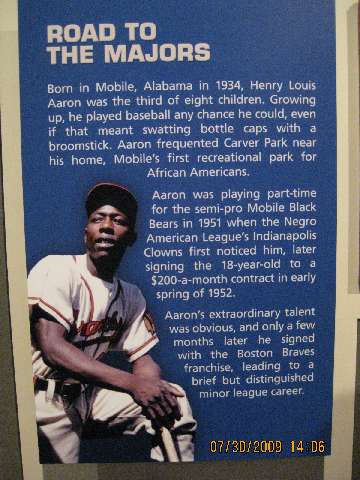 ROAD TO
THE MAJORS
Born in Mobile, Alabama in 1934, Henry Louis
Aaron was the third of eight children. Growing
up, he played baseball any chance he could, even
if that meant swatting bottle caps with a
broomstick. Aaron frequented Carver Park near
his home, Mobile's first recreational park for
African Americans.
Aaron was playing part-time
for the semi-pro Mobile Black
Bears in 1951 when the Negro
American League's Indianapolis
Clowns first noticed him, later
signing the 18-year-old to a
$200-a-month contract in early
spring of 1952.
Aaron's extraordinary talent
was obvious, and only a few
months later he signed
with the Boston Braves
franchise, leading to a
brief but distinguished
minor league career.
07/30/2009 14:06